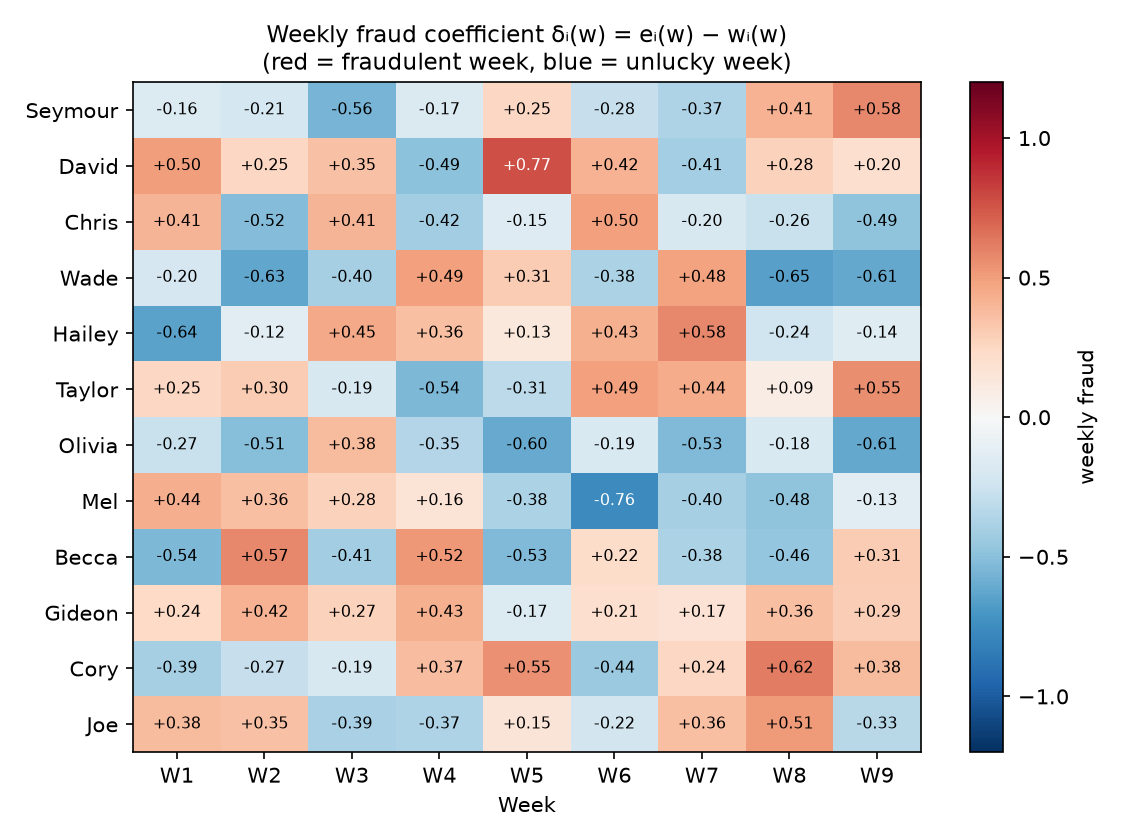 Weekly fraud coefficient δᵢ(w) = eᵢ(w) − wᵢ(w)
(red = fraudulent week, blue = unlucky week)
Seymour -0.16 -0.21 -0.56 -0.17 +0.25 -0.28 -0.37 +0.41 +0.58
David +0.50 +0.25 +0.35 -0.49 +0.77 +0.42 -0.41 +0.28 +0.20
Chris +0.41 -0.52 +0.41 -0.42 -0.15 +0.50 -0.20 -0.26 -0.49
Wade -0.20 -0.63 -0.40 +0.49 +0.31 -0.38 +0.48 -0.65 -0.61
Hailey -0.64 -0.12 +0.45 +0.36 +0.13 +0.43 +0.58 -0.24 -0.14
Taylor +0.25 +0.30 -0.19 -0.54 -0.31 +0.49 +0.44 +0.09 +0.55
Olivia -0.27 -0.51 +0.38 -0.35 -0.60 -0.19 -0.53 -0.18 -0.61
Mel +0.44 +0.36 +0.28 +0.16 -0.38 -0.76 -0.40 -0.48 -0.13
Becca -0.54 +0.57 -0.41 +0.52 -0.53 +0.22 -0.38 -0.46 +0.31
Gideon +0.24 +0.42 +0.27 +0.43 -0.17 +0.21 +0.17 +0.36 +0.29
Cory -0.39 -0.27 -0.19 +0.37 +0.55 -0.44 +0.24 +0.62 +0.38
Joe +0.38 +0.35 -0.39 -0.37 +0.15 -0.22 +0.36 +0.51 -0.33
W1 W2 W3 W4 W5 W6 W7 W8 W9
Week
1.0
0.5
0.0
−0.5
−1.0
weekly fraud